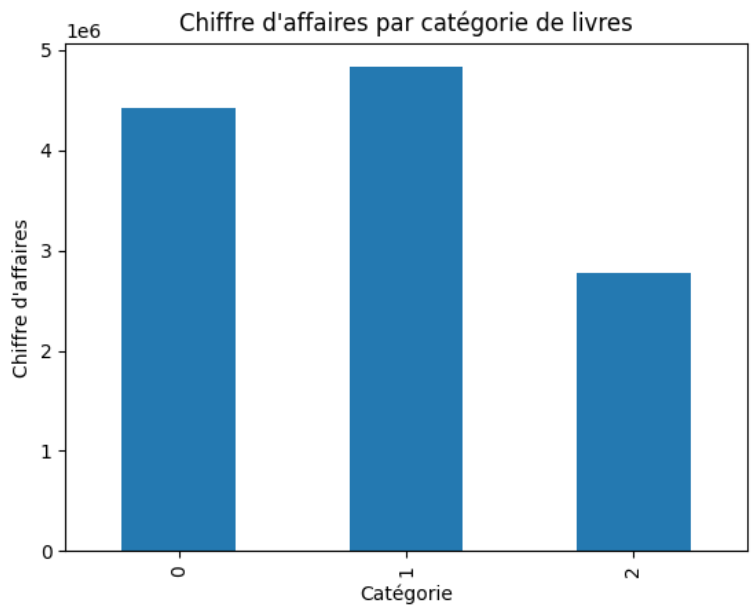 Chiffre d'affaires par catégorie de livres
1e6
5
4
3
2
1
0
Chiffre d'affaires
0
1
2
Catégorie